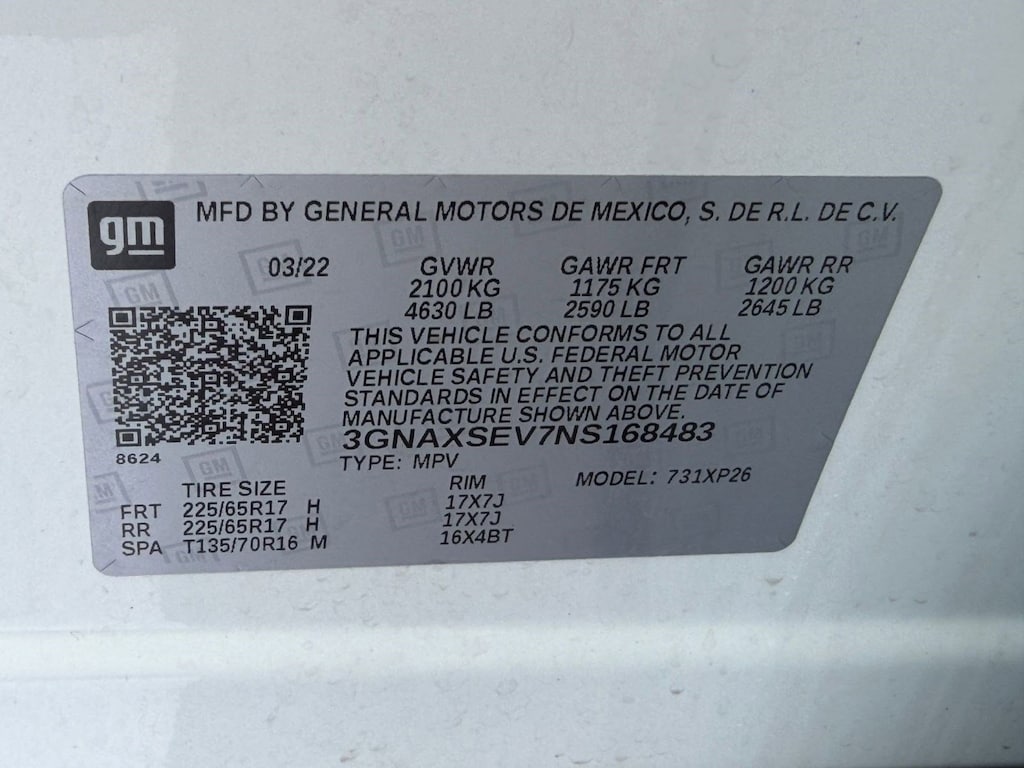 gm MFD BY GENERAL MOTORS DE MEXICO, S. DE R.L. DE C.V.
03/22 GVWR GAWR FRT GAWR RR
2100 KG 1175 KG 1200 KG
4630 LB 2590 LB 2645 LB
THIS VEHICLE CONFORMS TO ALL
APPLICABLE U.S. FEDERAL MOTOR
VEHICLE SAFETY AND THEFT PREVENTION
STANDARDS IN EFFECT ON THE DATE OF
MANUFACTURE SHOWN ABOVE.
3GNAXSEV7NS168483
8624 TYPE: MPV
TIRE SIZE RIM MODEL: 731XP26
FRT 225/65R17 H 17X7J
RR 225/65R17 H 17X7J
SPA T135/70R16 M 16X4BT